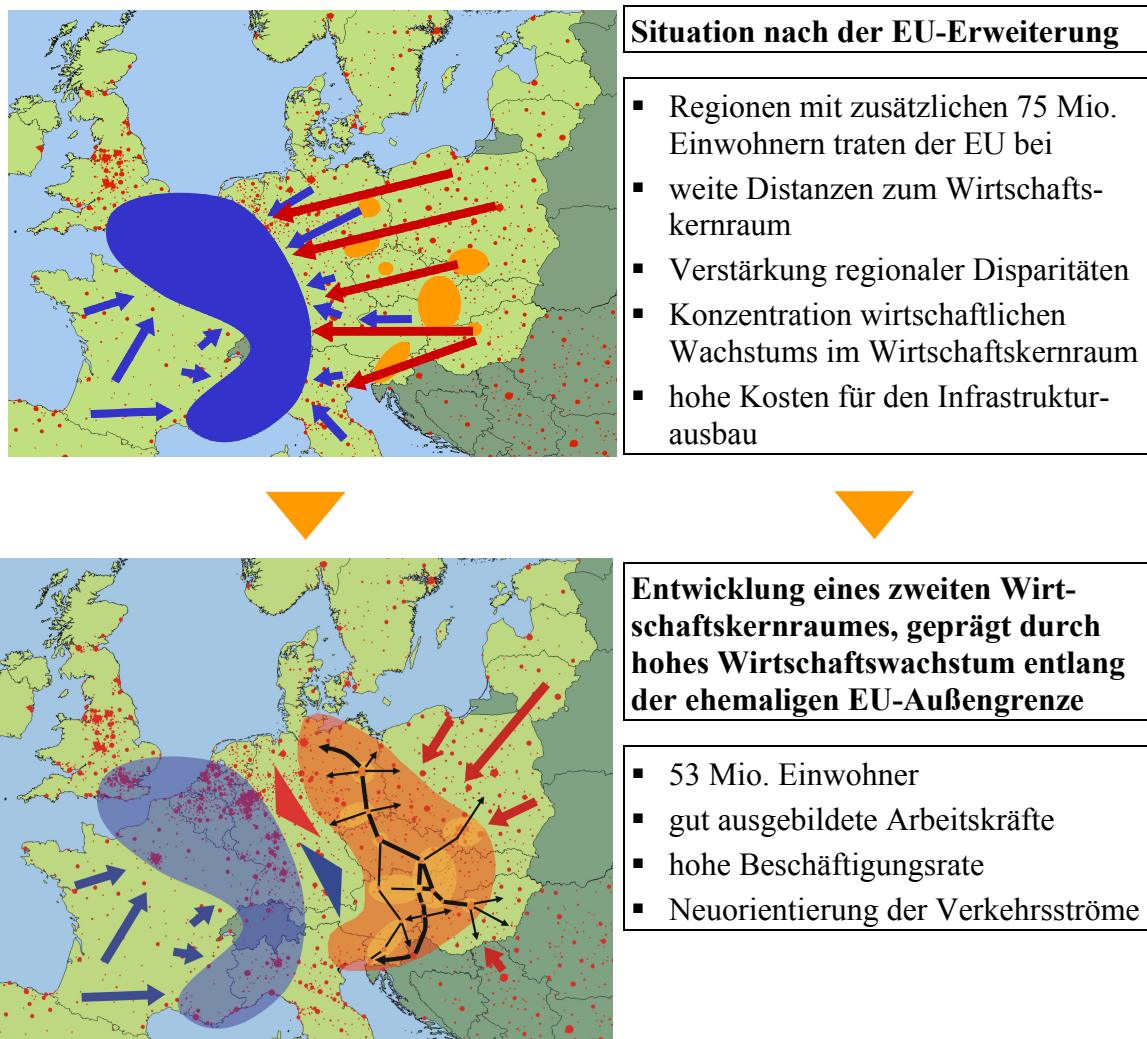 Situation nach der EU-Erweiterung
▪ Regionen mit zusätzlichen 75 Mio.
Einwohnern traten der EU bei
▪ weite Distanzen zum Wirtschafts-
kernraum
▪ Verstärkung regionaler Disparitäten
▪ Konzentration wirtschaftlichen
Wachstums im Wirtschaftskernraum
▪ hohe Kosten für den Infrastruktur-
ausbau
Entwicklung eines zweiten Wirt-
schaftskernraumes, geprägt durch
hohes Wirtschaftswachstum entlang
der ehemaligen EU-Außengrenze
▪ 53 Mio. Einwohner
▪ gut ausgebildete Arbeitskräfte
▪ hohe Beschäftigungsrate
▪ Neuorientierung der Verkehrsströme